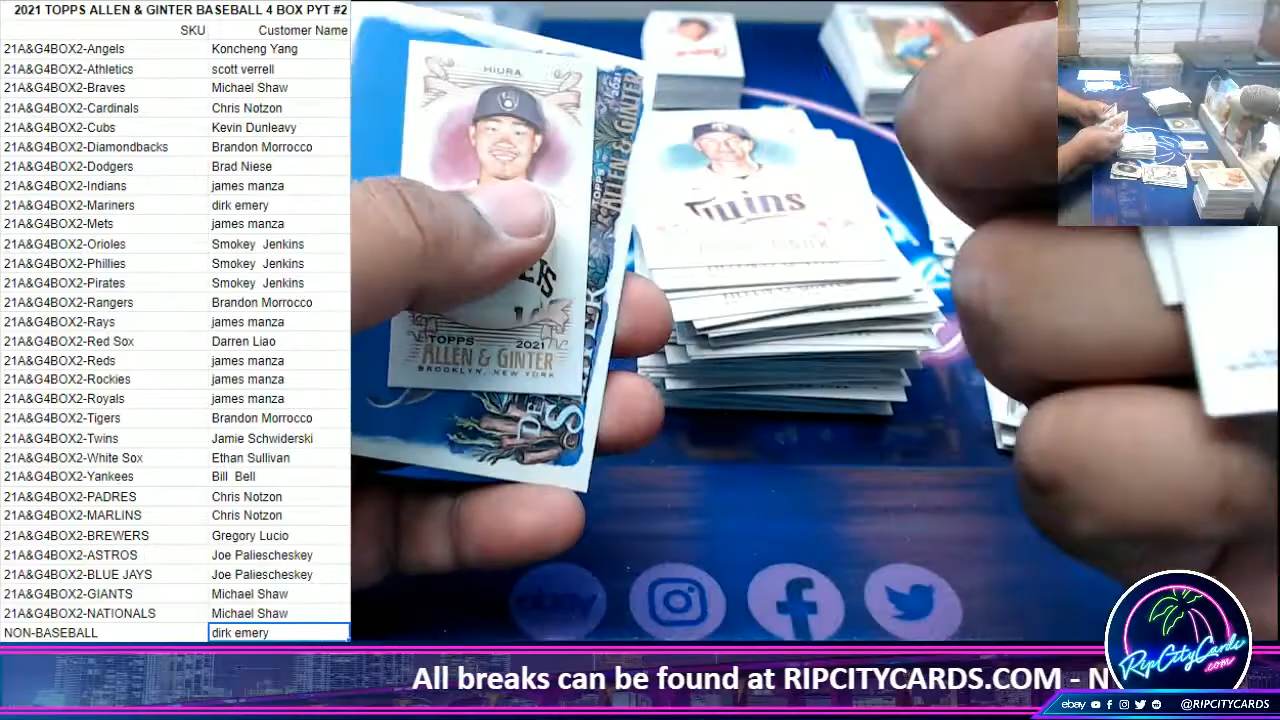 2021 TOPPS ALLEN & GINTER BASEBALL 4 BOX PYT #2
SKU Customer Name
21A&G4BOX2-Angels Koncheng Yang
21A&G4BOX2-Athletics scott verrell
21A&G4BOX2-Braves Michael Shaw
21A&G4BOX2-Cardinals Chris Notzon
21A&G4BOX2-Cubs Kevin Dunleavy
21A&G4BOX2-Diamondbacks Brandon Morrocco
21A&G4BOX2-Dodgers Brad Niese
21A&G4BOX2-Indians james manza
21A&G4BOX2-Mariners dirk emery
21A&G4BOX2-Mets james manza
21A&G4BOX2-Orioles Smokey Jenkins
21A&G4BOX2-Phillies Smokey Jenkins
21A&G4BOX2-Pirates Smokey Jenkins
21A&G4BOX2-Rangers Brandon Morrocco
21A&G4BOX2-Rays james manza
21A&G4BOX2-Red Sox Darren Liao
21A&G4BOX2-Reds james manza
21A&G4BOX2-Rockies james manza
21A&G4BOX2-Royals james manza
21A&G4BOX2-Tigers Brandon Morrocco
21A&G4BOX2-Twins Jamie Schwiderski
21A&G4BOX2-White Sox Ethan Sullivan
21A&G4BOX2-Yankees Bill Bell
21A&G4BOX2-PADRES Chris Notzon
21A&G4BOX2-MARLINS Chris Notzon
21A&G4BOX2-BREWERS Gregory Lucio
21A&G4BOX2-ASTROS Joe Paliescheskey
21A&G4BOX2-BLUE JAYS Joe Paliescheskey
21A&G4BOX2-GIANTS Michael Shaw
21A&G4BOX2-NATIONALS Michael Shaw
NON-BASEBALL dirk emery
HIURA
TOPPS 2021
ALLEN & GINTER
BROOKLYN, NEW YORK
TOPPS 2021
ALLEN & GINTER
Twins
ebay
All breaks can be found at RIPCITYCARDS.COM - N
RipCityCards
.com
ebay @RIPCITYCARDS